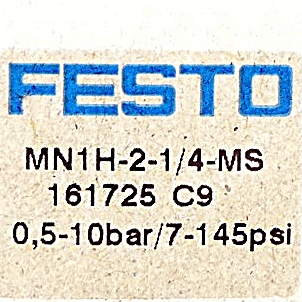 FESTO
MN1H-2-1/4-MS
161725 C9
0,5-10bar/7-145psi